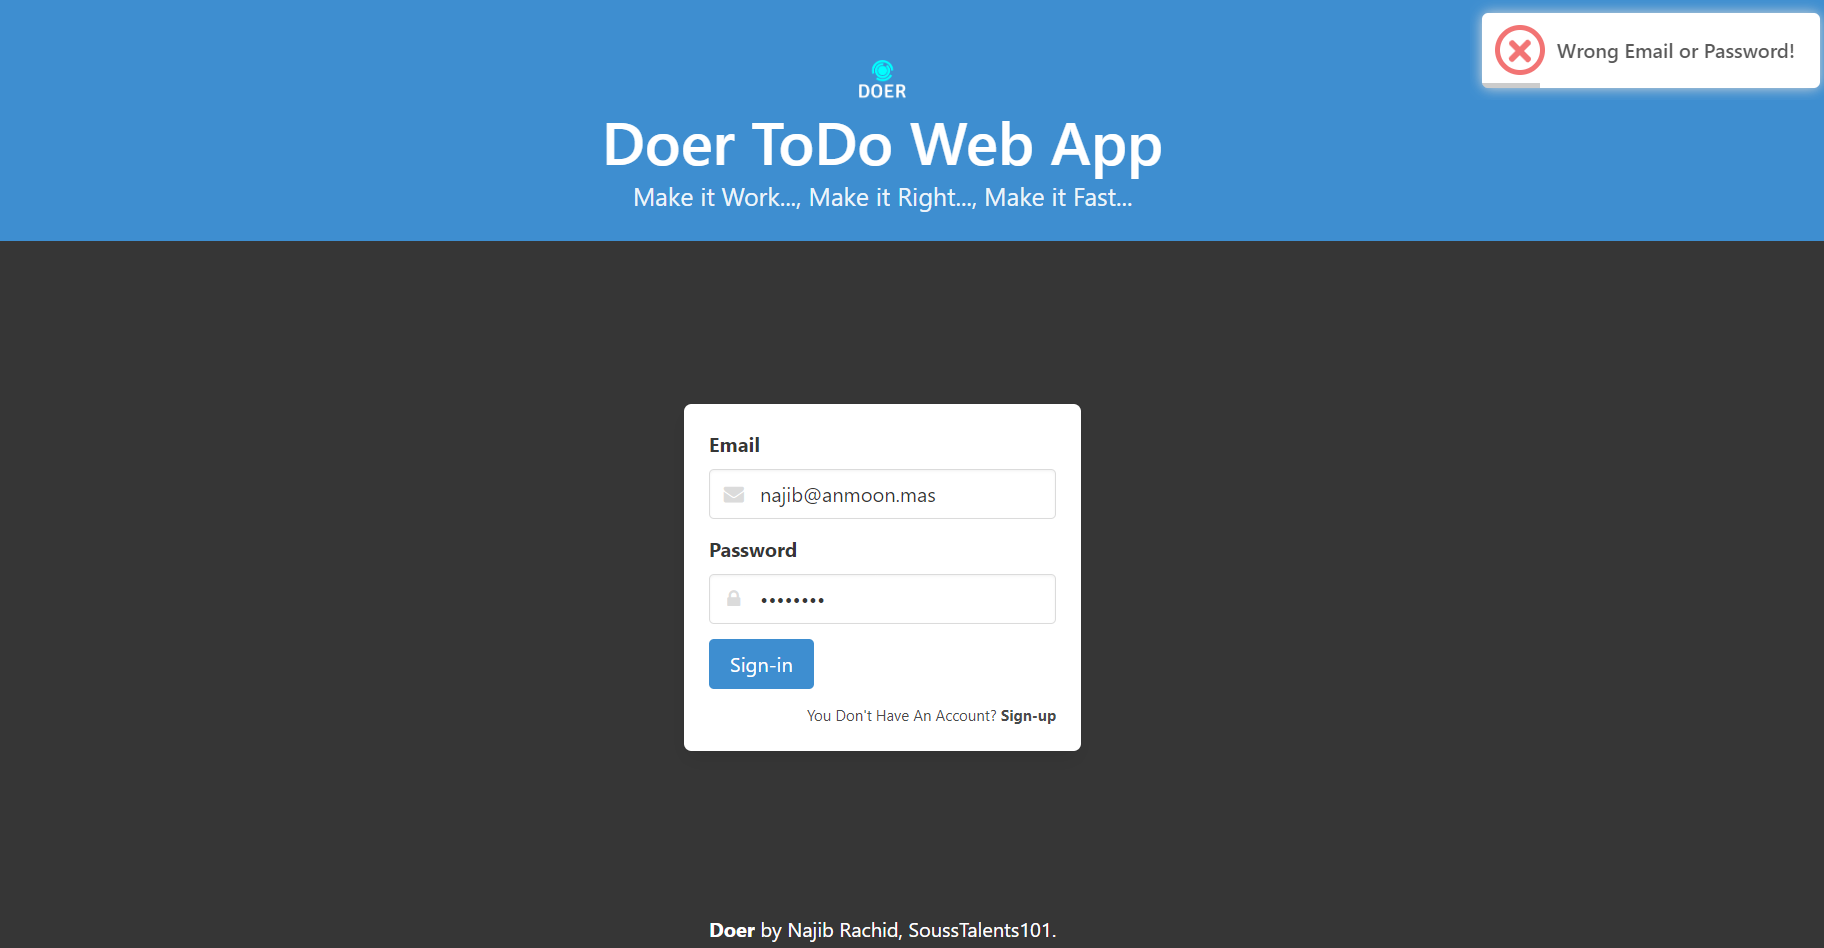 Wrong Email or Password!
DOER
Doer ToDo Web App
Make it Work..., Make it Right..., Make it Fast...
Email
najib@anmoon.mas
Password
••••••••
Sign-in
You Don't Have An Account? Sign-up
Doer by Najib Rachid, SoussTalents101.